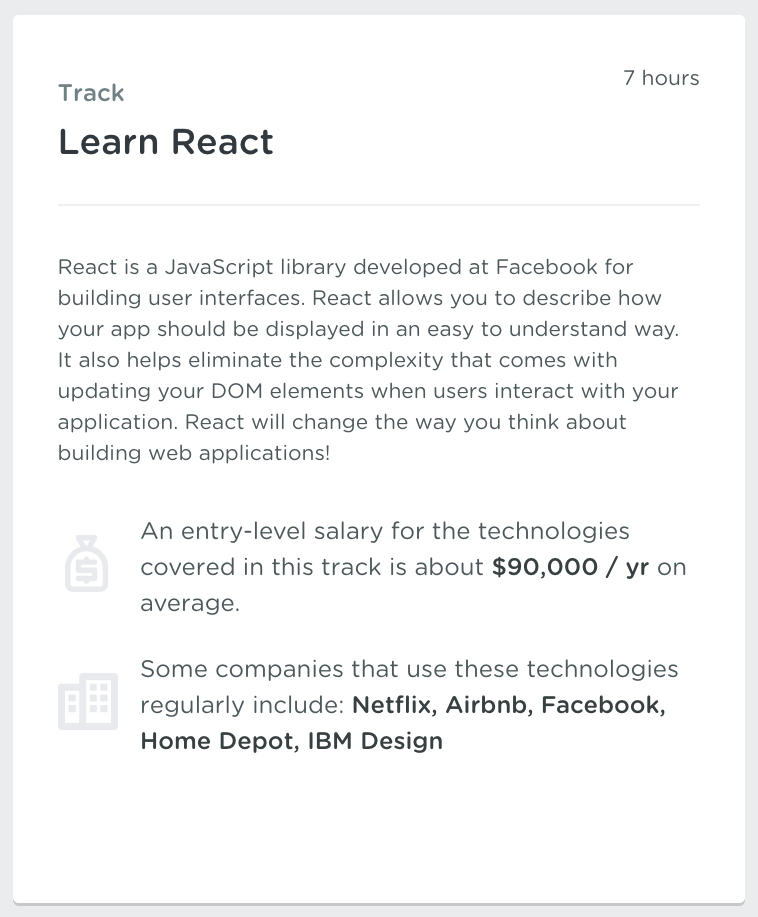 7 hours
Track
Learn React
React is a JavaScript library developed at Facebook for
building user interfaces. React allows you to describe how
your app should be displayed in an easy to understand way.
It also helps eliminate the complexity that comes with
updating your DOM elements when users interact with your
application. React will change the way you think about
building web applications!
An entry-level salary for the technologies
covered in this track is about $90,000 / yr on
average.
Some companies that use these technologies
regularly include: Netflix, Airbnb, Facebook,
Home Depot, IBM Design